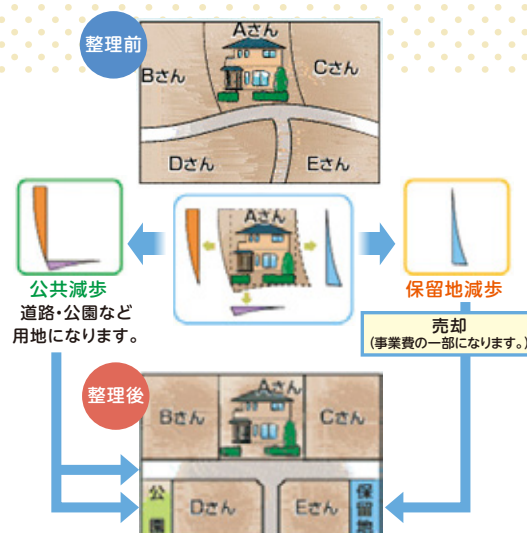 整理前
Aさん
Bさん
Cさん
Dさん
Eさん
Aさん
公共減歩
道路・公園など
用地になります。
保留地減歩
売却
(事業費の一部になります。)
整理後
Aさん
Bさん
Cさん
公園
Dさん
Eさん
保留地